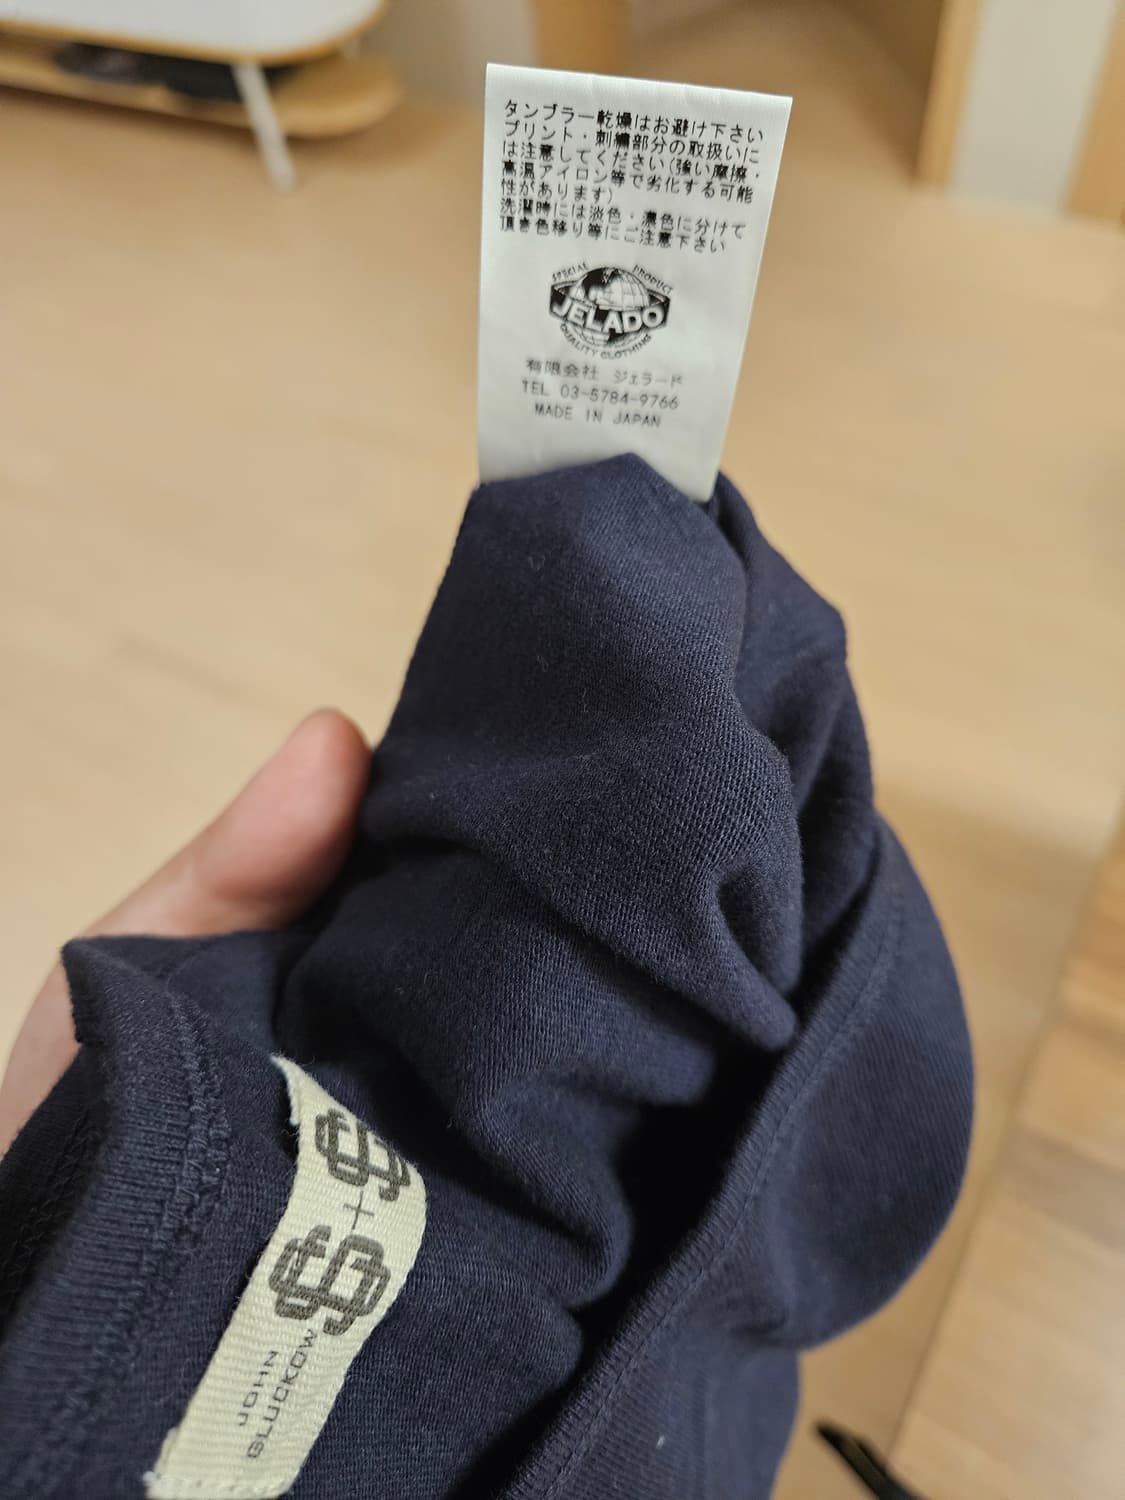 タンブラー乾燥はお避け下さい
プリント・刺繍部分の取扱いに
は注意してください(強い摩擦・
高温アイロン等で劣化する可能
性があります)
洗濯時には淡色・濃色に分けて
頂き色移り等にご注意下さい
SPECIAL PRODUCT
JELADO
QUALITY CLOTHING
有限会社 ジェラード
TEL 03-5784-9766
MADE IN JAPAN
JOHN
GLUCKOW